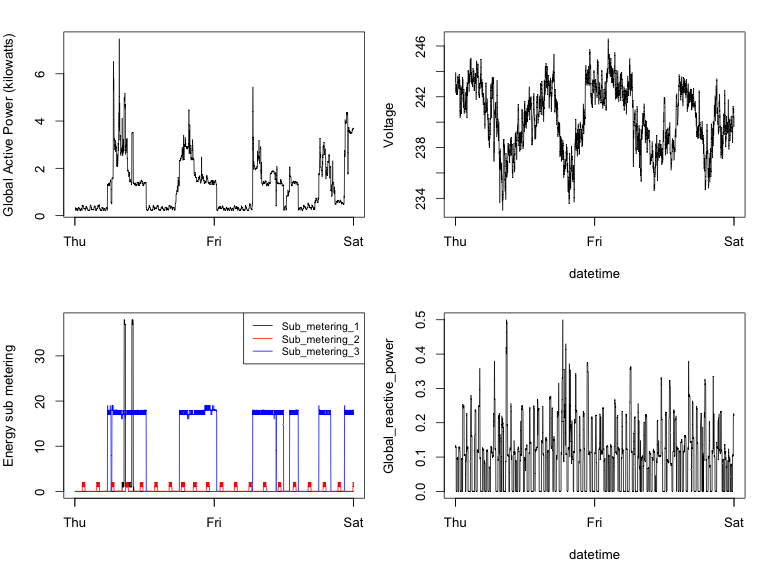 Global Active Power (kilowatts)
0 2 4 6
Thu Fri Sat
Voltage
234 238 242 246
Thu Fri Sat
datetime
Energy sub metering
0 10 20 30
Sub_metering_1
Sub_metering_2
Sub_metering_3
Thu Fri Sat
Global_reactive_power
0.0 0.1 0.2 0.3 0.4 0.5
Thu Fri Sat
datetime